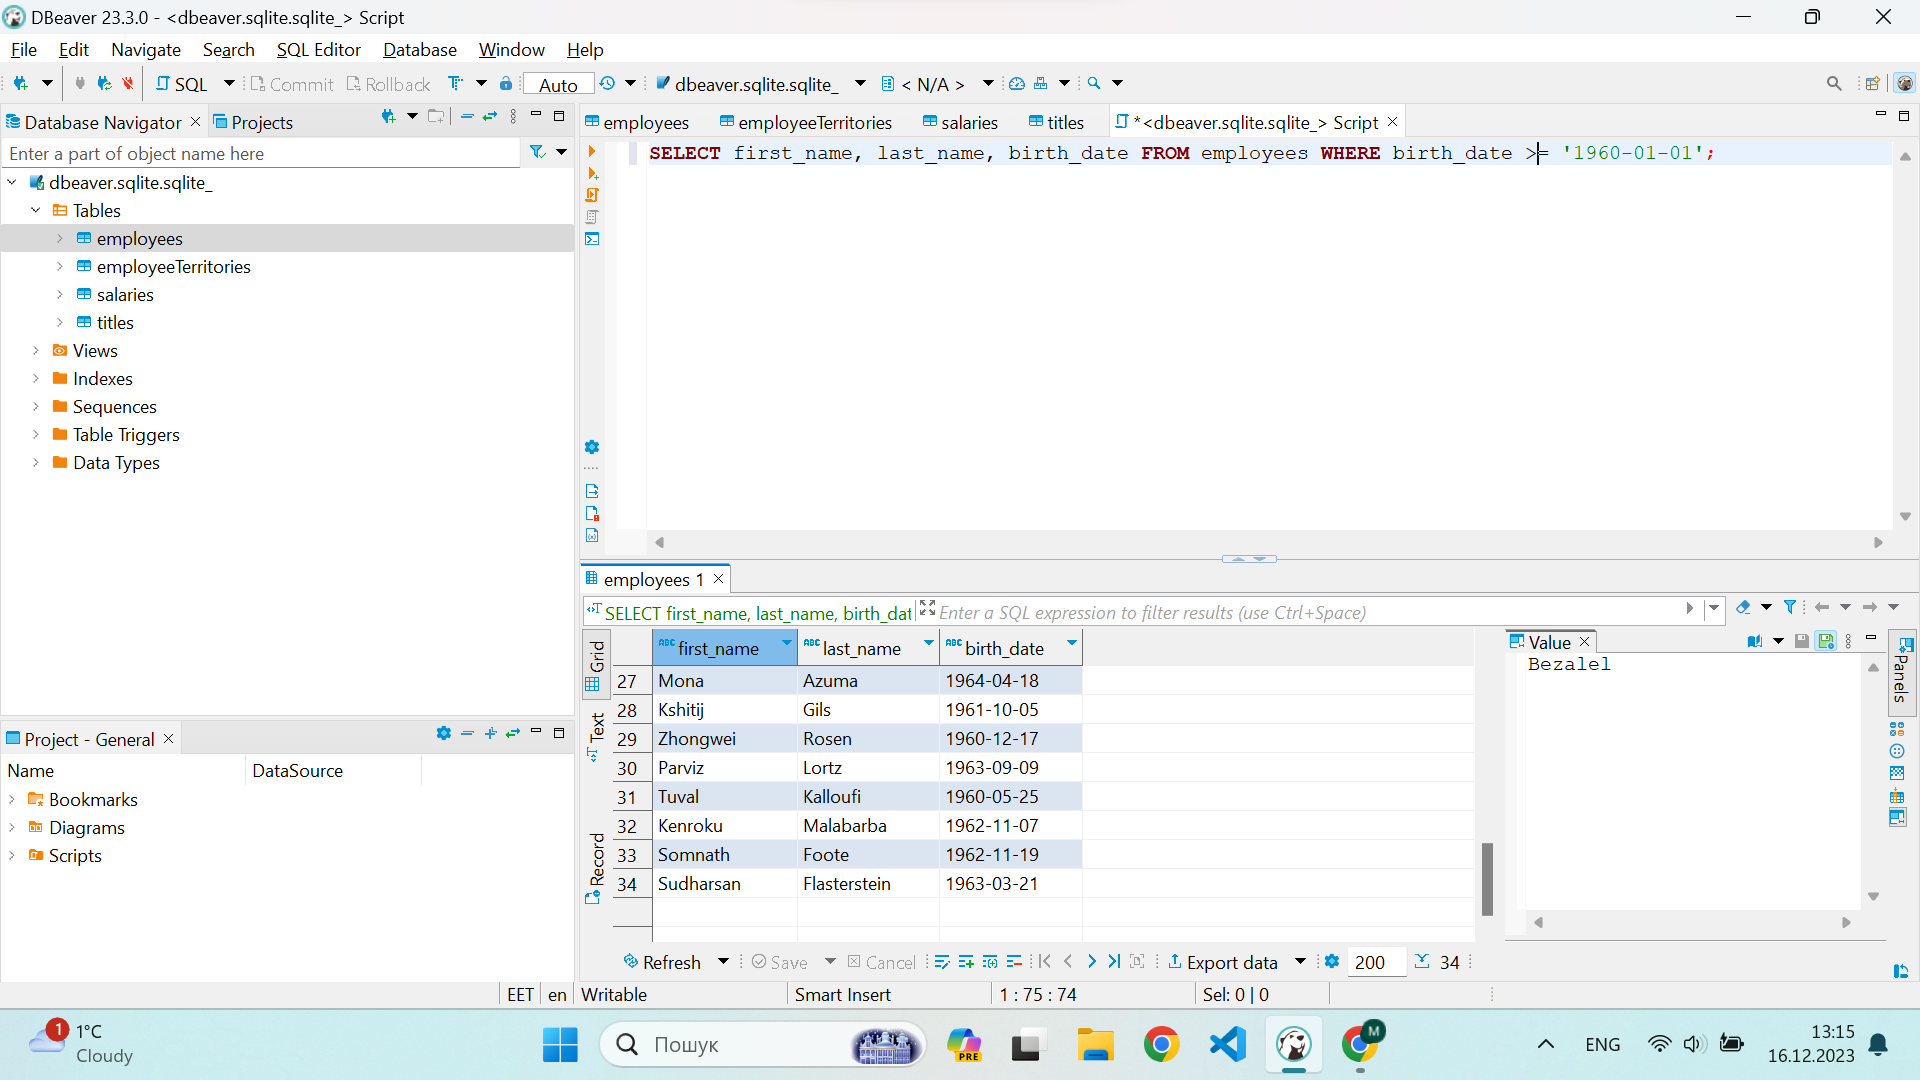 DBeaver 23.3.0 - <dbeaver.sqlite.sqlite_> Script
File Edit Navigate Search SQL Editor Database Window Help
SQL Commit Rollback Auto dbeaver.sqlite.sqlite_ < N/A >
Database Navigator Projects
employees employeeTerritories salaries titles *<dbeaver.sqlite.sqlite_> Script
Enter a part of object name here
SELECT first_name, last_name, birth_date FROM employees WHERE birth_date >= '1960-01-01';
dbeaver.sqlite.sqlite_
Tables
employees
employeeTerritories
salaries
titles
Views
Indexes
Sequences
Table Triggers
Data Types
employees 1
SELECT first_name, last_name, birth_dat Enter a SQL expression to filter results (use Ctrl+Space)
Grid
Text
Record
first_name last_name birth_date
27 Mona Azuma 1964-04-18
28 Kshitij Gils 1961-10-05
29 Zhongwei Rosen 1960-12-17
30 Parviz Lortz 1963-09-09
31 Tuval Kalloufi 1960-05-25
32 Kenroku Malabarba 1962-11-07
33 Somnath Foote 1962-11-19
34 Sudharsan Flasterstein 1963-03-21
Value
Bezalel
Panels
Project - General
Name DataSource
Bookmarks
Diagrams
Scripts
Refresh Save Cancel Export data 200 34
EET en Writable Smart Insert 1 : 75 : 74 Sel: 0 | 0
1
1°C
Cloudy
Пошук
PRE
M
ENG
13:15
16.12.2023